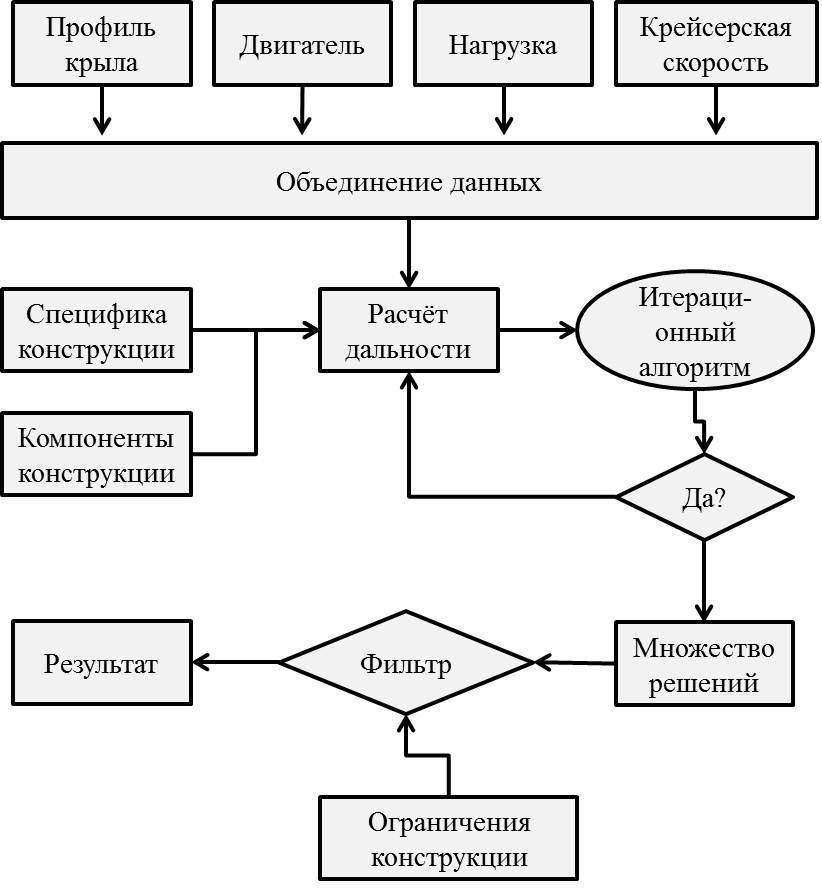 Профиль
крыла
Двигатель
Нагрузка
Крейсерская
скорость
Объединение данных
Специфика
конструкции
Расчёт
дальности
Итераци-
онный
алгоритм
Компоненты
конструкции
Да?
Результат
Фильтр
Множество
решений
Ограничения
конструкции